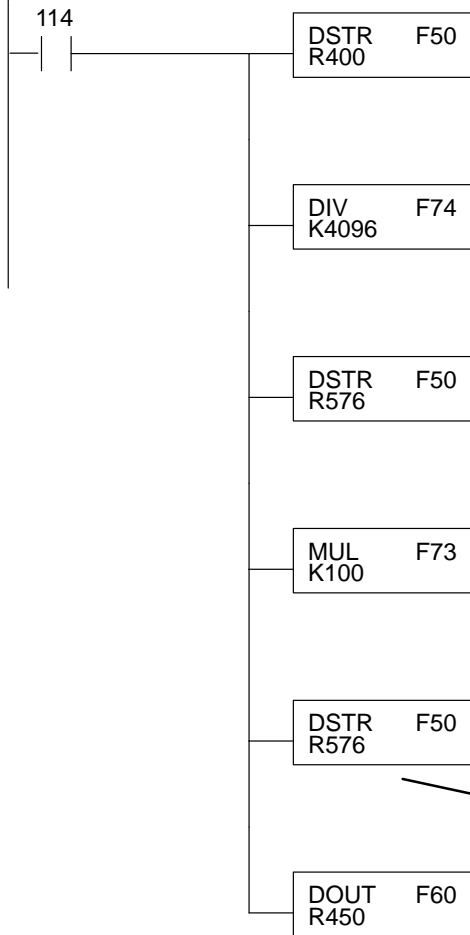 114
DSTR F50
R400
DIV F74
K4096
DSTR F50
R576
MUL F73
K100
DSTR F50
R576
DOUT F60
R450